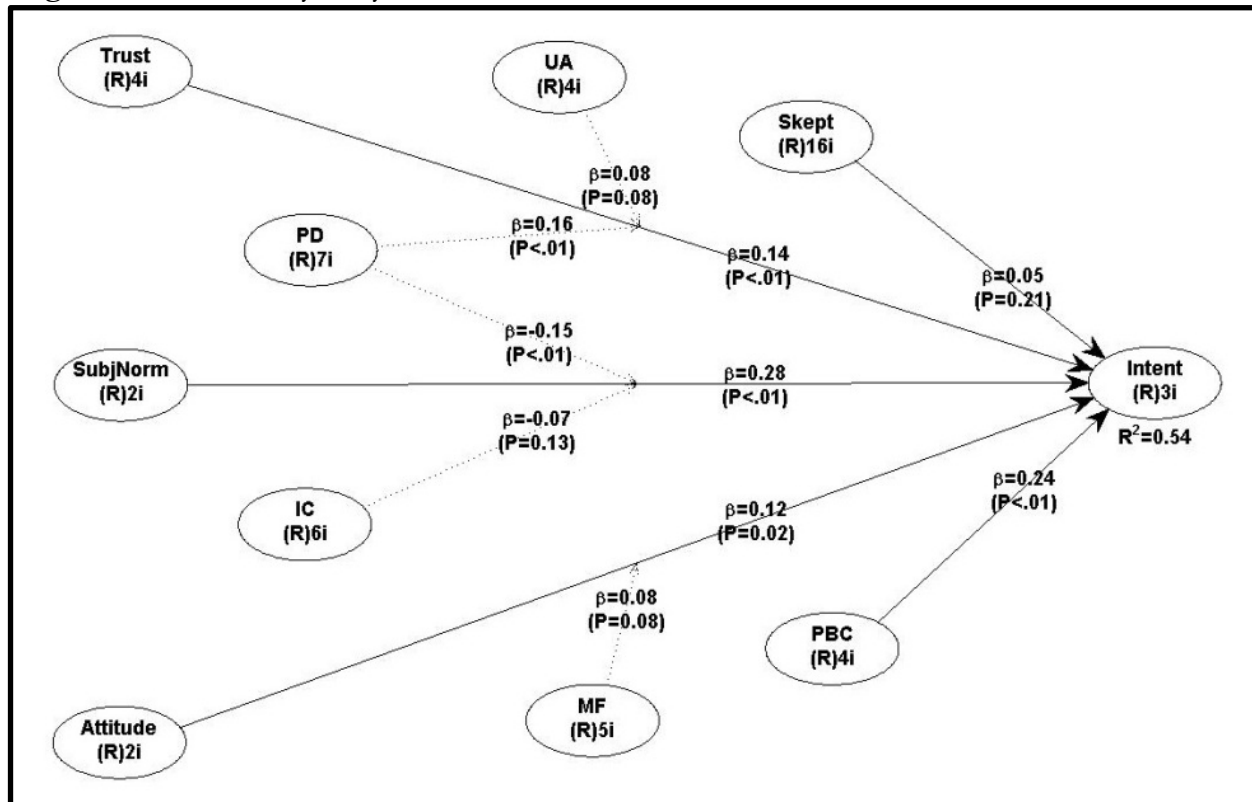 Trust
(R)4i
UA
(R)4i
Skept
(R)16i
β=0.08
(P=0.08)
PD
(R)7i
β=0.16
(P<.01)
β=0.14
(P<.01)
β=0.05
(P=0.21)
β=-0.15
(P<.01)
SubjNorm
(R)2i
β=0.28
(P<.01)
Intent
(R)3i
R²=0.54
β=-0.07
(P=0.13)
IC
(R)6i
β=0.12
(P=0.02)
β=0.24
(P<.01)
β=0.08
(P=0.08)
PBC
(R)4i
MF
(R)5i
Attitude
(R)2i